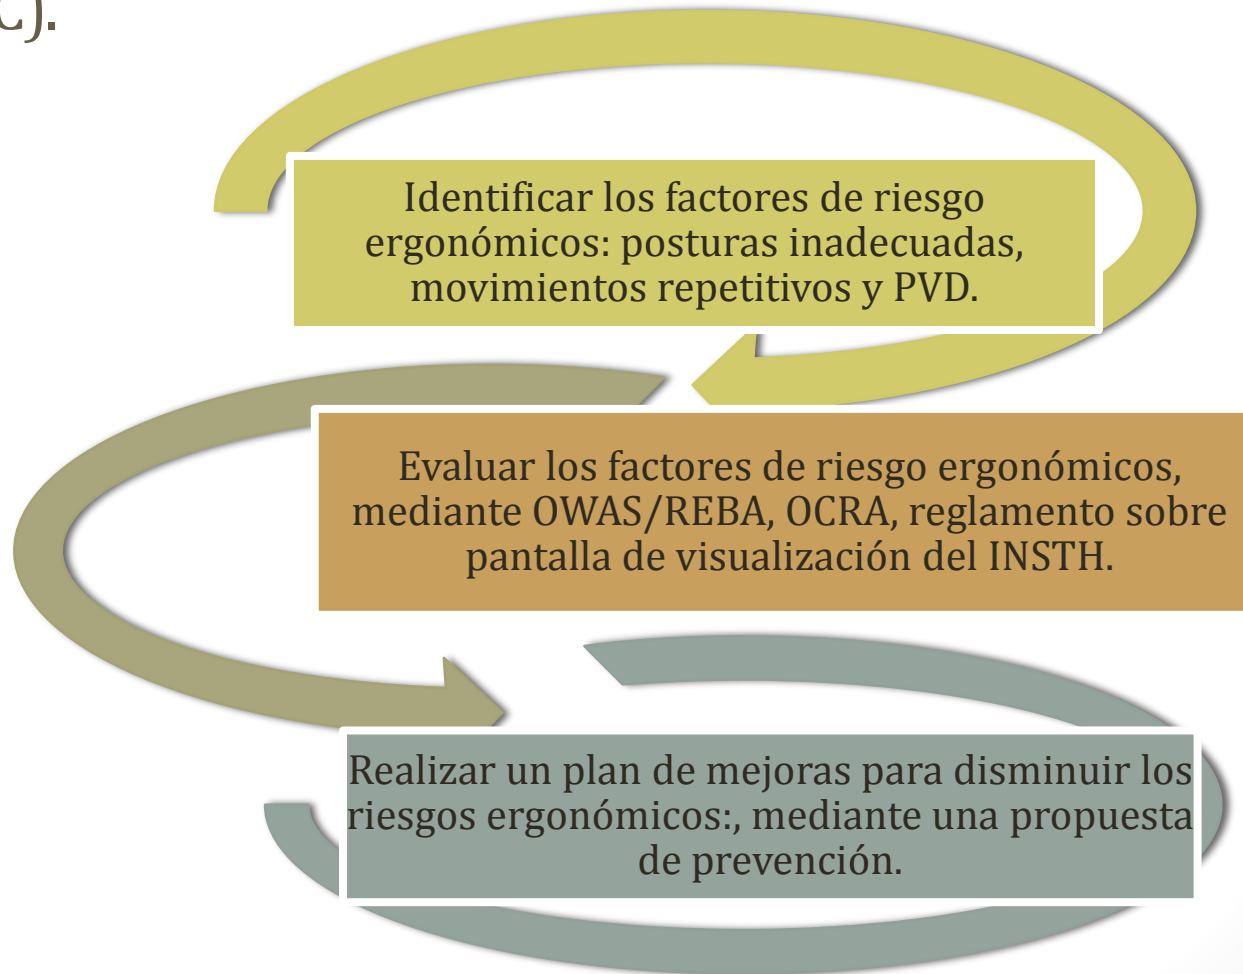 C).
Identificar los factores de riesgo
ergonómicos: posturas inadecuadas,
movimientos repetitivos y PVD.
Evaluar los factores de riesgo ergonómicos,
mediante OWAS/REBA, OCRA, reglamento sobre
pantalla de visualización del INSTH.
Realizar un plan de mejoras para disminuir los
riesgos ergonómicos:, mediante una propuesta
de prevención.